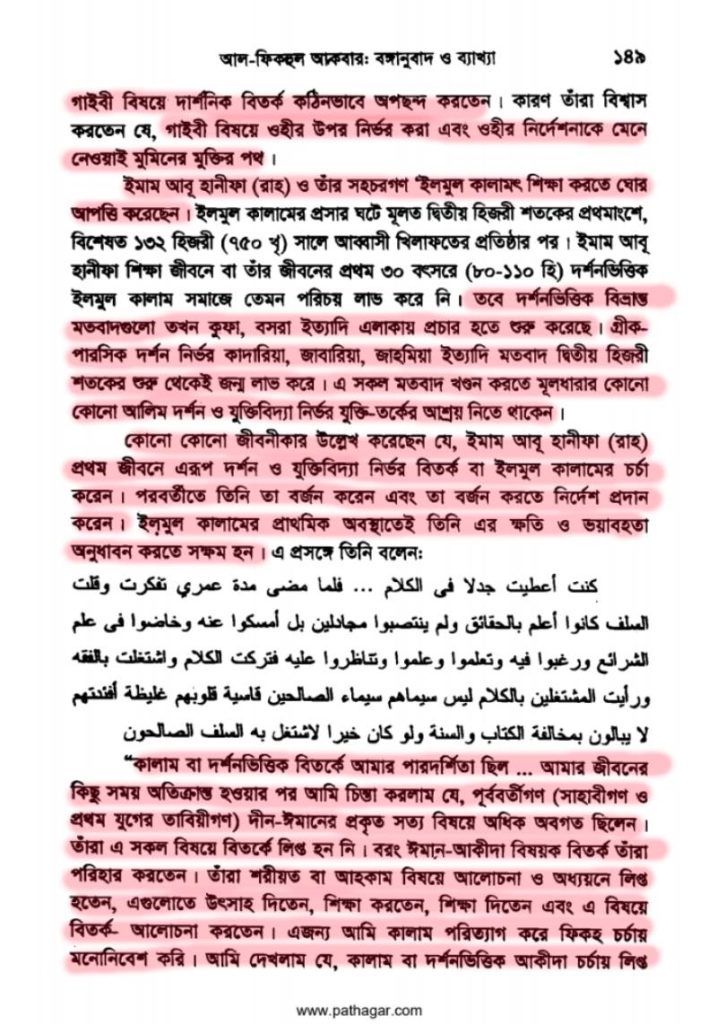 আল-ফিকহুল আকবার: বঙ্গানুবাদ ও ব্যাখ্যা ১৪৯
গাইবী বিষয়ে দার্শনিক বিতর্ক কঠিনভাবে অপছন্দ করতেন। কারণ তাঁরা বিশ্বাস
করতেন যে, গাইবী বিষয়ে ওহীর উপর নির্ভর করা এবং ওহীর নির্দেশনাকে মেনে
নেওয়াই মুমিনের মুক্তির পথ।
ইমাম আবূ হানীফা (রাহ) ও তাঁর সহচরগণ ‘ইলমুল কালামৎ শিক্ষা করতে ঘোর
আপত্তি করেছেন। ইলমুল কালামের প্রসার ঘটে মূলত দ্বিতীয় হিজরী শতকের প্রথমাংশে,
বিশেষত ১৩২ হিজরী (৭৫০ খৃ) সালে আব্বাসী খিলাফতের প্রতিষ্ঠার পর। ইমাম আবূ
হানীফা শিক্ষা জীবনে বা তাঁর জীবনের প্রথম ৩০ বৎসরে (৮০-১১০ হি) দর্শনভিত্তিক
ইলমুল কালাম সমাজে তেমন পরিচয় লাভ করে নি। তবে দর্শনভিত্তিক বিভ্রান্ত
মতবাদগুলো তখন কুফা, বসরা ইত্যাদি এলাকায় প্রচার হতে শুরু করেছে। গ্রীক-
পারসিক দর্শন নির্ভর কাদারিয়া, জাবারিয়া, জাহমিয়া ইত্যাদি মতবাদ দ্বিতীয় হিজরী
শতকের শুরু থেকেই জন্ম লাভ করে। এ সকল মতবাদ খণ্ডন করতে মূলধারার কোনো
কোনো আলিম দর্শন ও যুক্তিবিদ্যা নির্ভর যুক্তি-তর্কের আশ্রয় নিতে থাকেন।
কোনো কোনো জীবনীকার উল্লেখ করেছেন যে, ইমাম আবূ হানীফা (রাহ)
প্রথম জীবনে এরূপ দর্শন ও যুক্তিবিদ্যা নির্ভর বিতর্ক বা ইলমুল কালামের চর্চা
করেন। পরবর্তীতে তিনি তা বর্জন করেন এবং তা বর্জন করতে নির্দেশ প্রদান
করেন। ইলমুল কালামের প্রাথমিক অবস্থাতেই তিনি এর ক্ষতি ও ভয়াবহতা
অনুধাবন করতে সক্ষম হন। এ প্রসঙ্গে তিনি বলেন:
كنت أعطيت جدلا فى الكلام ... فلما مضى مدة عمري تفكرت وقلت
السلف كانوا أعلم بالحقائق ولم ينتصبوا مجادلين بل أمسكوا عنه وخاضوا فى علم
الشرائع ورغبوا فيه وتعلموا وعلموا وتناظروا عليه فتركت الكلام واشتغلت بالفقه
ورأيت المشتغلين بالكلام ليس سيماهم سيماء الصالحين قاسية قلوبهم غليظة أفئدتهم
لا يبالون بمخالفة الكتاب والسنة ولو كان خيرا لاشتغل به السلف الصالحون
“কালাম বা দর্শনভিত্তিক বিতর্কে আমার পারদর্শিতা ছিল ... আমার জীবনের
কিছু সময় অতিক্রান্ত হওয়ার পর আমি চিন্তা করলাম যে, পূর্ববর্তীগণ (সাহাবীগণ ও
প্রথম যুগের তাবিয়ীগণ) দীন-ঈমানের প্রকৃত সত্য বিষয়ে অধিক অবগত ছিলেন।
তাঁরা এ সকল বিষয়ে বিতর্কে লিপ্ত হন নি। বরং ঈমান-আকীদা বিষয়ক বিতর্ক তাঁরা
পরিহার করতেন। তাঁরা শরীয়ত বা আহকাম বিষয়ে আলোচনা ও অধ্যয়নে লিপ্ত
হতেন, এগুলোতে উৎসাহ দিতেন, শিক্ষা করতেন, শিক্ষা দিতেন এবং এ বিষয়ে
বিতর্ক- আলোচনা করতেন। এজন্য আমি কালাম পরিত্যাগ করে ফিকহ চর্চায়
মনোনিবেশ করি। আমি দেখলাম যে, কালাম বা দর্শনভিত্তিক আকীদা চর্চায় লিপ্ত
www.pathagar.com